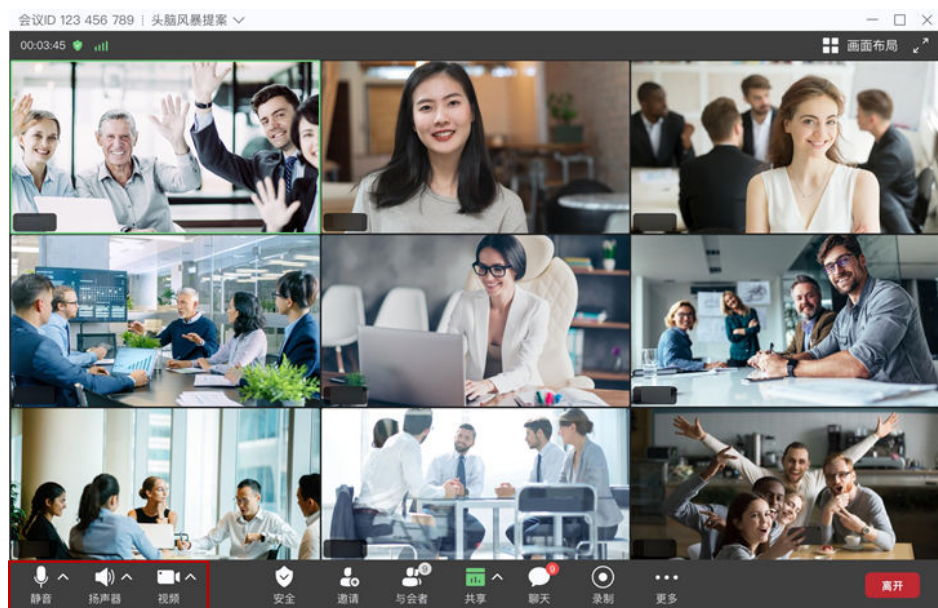 会议ID 123 456 789 ⋮ 头脑风暴提案
00:03:45 画面布局
静音 扬声器 视频 安全 邀请 9 与会者 共享 9 聊天 录制 更多 离开